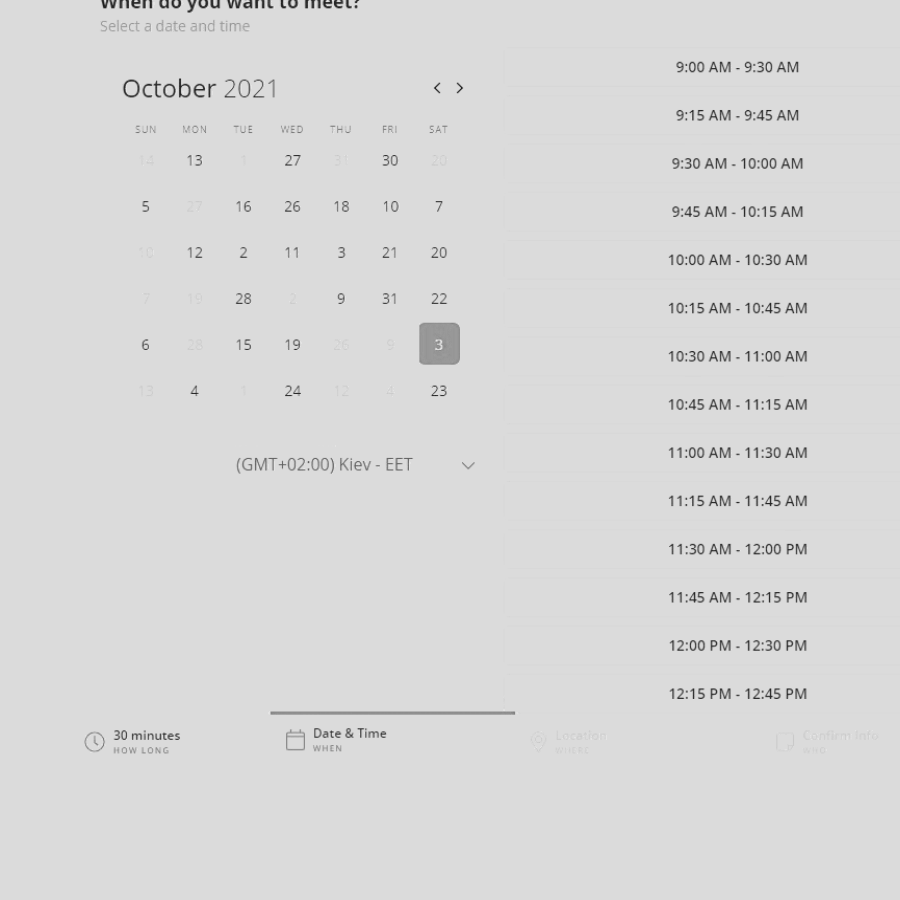 When do you want to meet?
Select a date and time
October 2021
SUN MON TUE WED THU FRI SAT
14 13 1 27 31 30 20
5 27 16 26 18 10 7
10 12 2 11 3 21 20
7 19 28 2 9 31 22
6 28 15 19 26 9 3
13 4 1 24 12 4 23
(GMT+02:00) Kiev - EET
9:00 AM - 9:30 AM
9:15 AM - 9:45 AM
9:30 AM - 10:00 AM
9:45 AM - 10:15 AM
10:00 AM - 10:30 AM
10:15 AM - 10:45 AM
10:30 AM - 11:00 AM
10:45 AM - 11:15 AM
11:00 AM - 11:30 AM
11:15 AM - 11:45 AM
11:30 AM - 12:00 PM
11:45 AM - 12:15 PM
12:00 PM - 12:30 PM
12:15 PM - 12:45 PM
30 minutes
HOW LONG
Date & Time
WHEN
Location
WHERE
Confirm Info
WHO